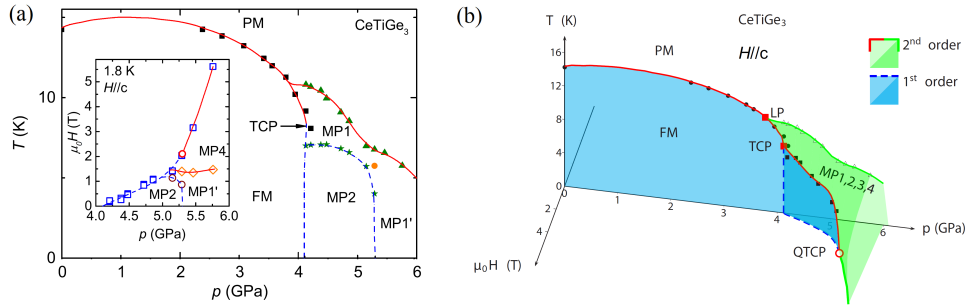 (a)
PM
CeTiGe3
1.8 K
H//c
μ0H (T)
MP4
MP2
MP1'
p (GPa)
4.0 4.5 5.0 5.5 6.0
0
1
2
3
4
5
TCP
MP1
FM
MP2
MP1'
T (K)
0
5
10
0 1 2 3 4 5 6
p (GPa)
(b)
T (K)
CeTiGe3
H//c
PM
16
12
8
4
0
FM
LP
TCP
MP1,2,3,4
QTCP
0 1 2 3 4 5 6
p (GPa)
2
4
μ0H (T)
2nd order
1st order